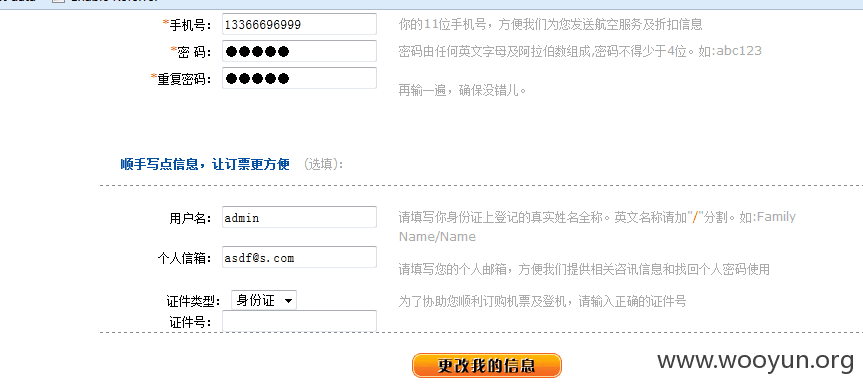 Enable Referrer
*手机号： 13366696999 你的11位手机号，方便我们为您发送航空服务及折扣信息
*密 码： ●●●●● 密码由任何英文字母及阿拉伯数组成,密码不得少于4位。如:abc123
*重复密码： ●●●●● 再输一遍，确保没错儿。
顺手写点信息，让订票更方便 (选填):
用户名： admin 请填写你身份证上登记的真实姓名全称。英文名称请加"/"分割。如:Family
Name/Name
个人信箱： asdf@s.com 请填写您的个人邮箱，方便我们提供相关咨讯信息和找回个人密码使用
证件类型： 身份证 为了协助您顺利订购机票及登机，请输入正确的证件号
证件号：
更改我的信息
www.wooyun.org